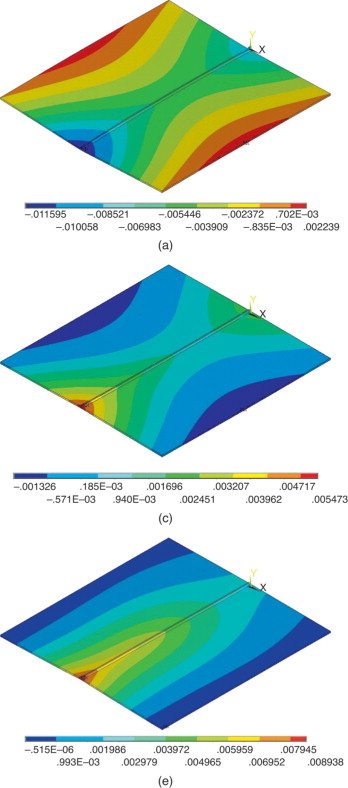 Y
X
–.011595 –.008521 –.005446 –.002372 .702E–03
–.010058 –.006983 –.003909 –.835E–03 .002239
(a)
Y
X
–.001326 .185E–03 .001696 .003207 .004717
–.571E–03 .940E–03 .002451 .003962 .005473
(c)
Y
X
–.515E–06 .001986 .003972 .005959 .007945
.993E–03 .002979 .004965 .006952 .008938
(e)